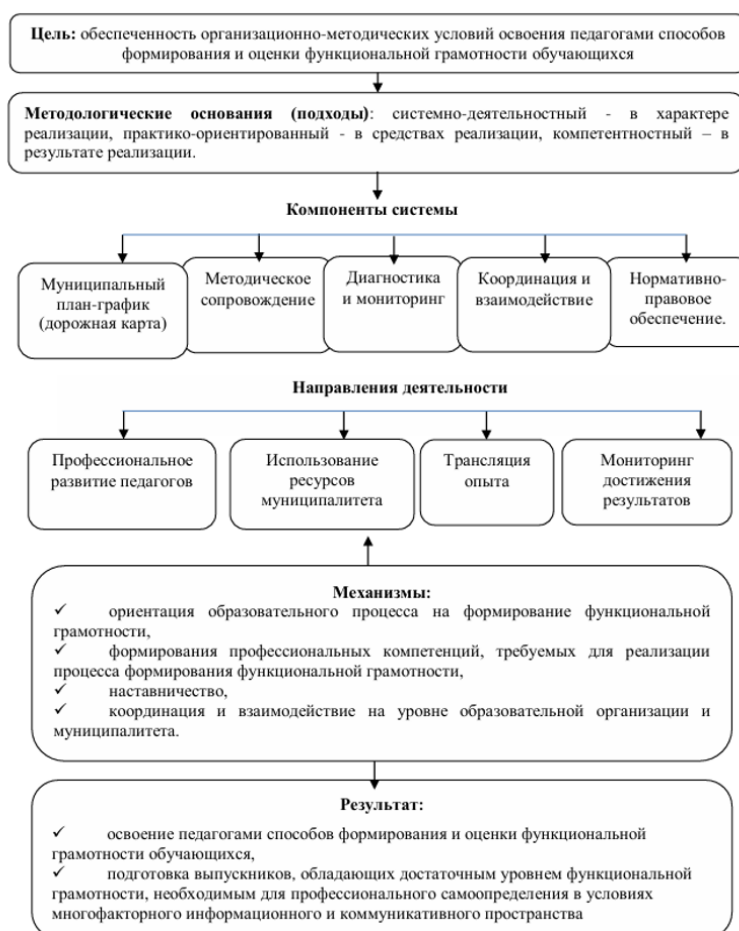 Цель: обеспеченность организационно-методических условий освоения педагогами способов
формирования и оценки функциональной грамотности обучающихся
Методологические основания (подходы): системно-деятельностный - в характере
реализации, практико-ориентированный - в средствах реализации, компетентностный – в
результате реализации.
Компоненты системы
Муниципальный
план-график
(дорожная карта)
Методическое
сопровождение
Диагностика
и мониторинг
Координация и
взаимодействие
Нормативно-
правовое
обеспечение.
Направления деятельности
Профессиональное
развитие педагогов
Использование
ресурсов
муниципалитета
Трансляция
опыта
Мониторинг
достижения
результатов
Механизмы:
✓ ориентация образовательного процесса на формирование функциональной
грамотности,
✓ формирования профессиональных компетенций, требуемых для реализации
процесса формирования функциональной грамотности,
✓ наставничество,
✓ координация и взаимодействие на уровне образовательной организации и
муниципалитета.
Результат:
✓ освоение педагогами способов формирования и оценки функциональной
грамотности обучающихся,
✓ подготовка выпускников, обладающих достаточным уровнем функциональной
грамотности, необходимым для профессионального самоопределения в условиях
многофакторного информационного и коммуникативного пространства